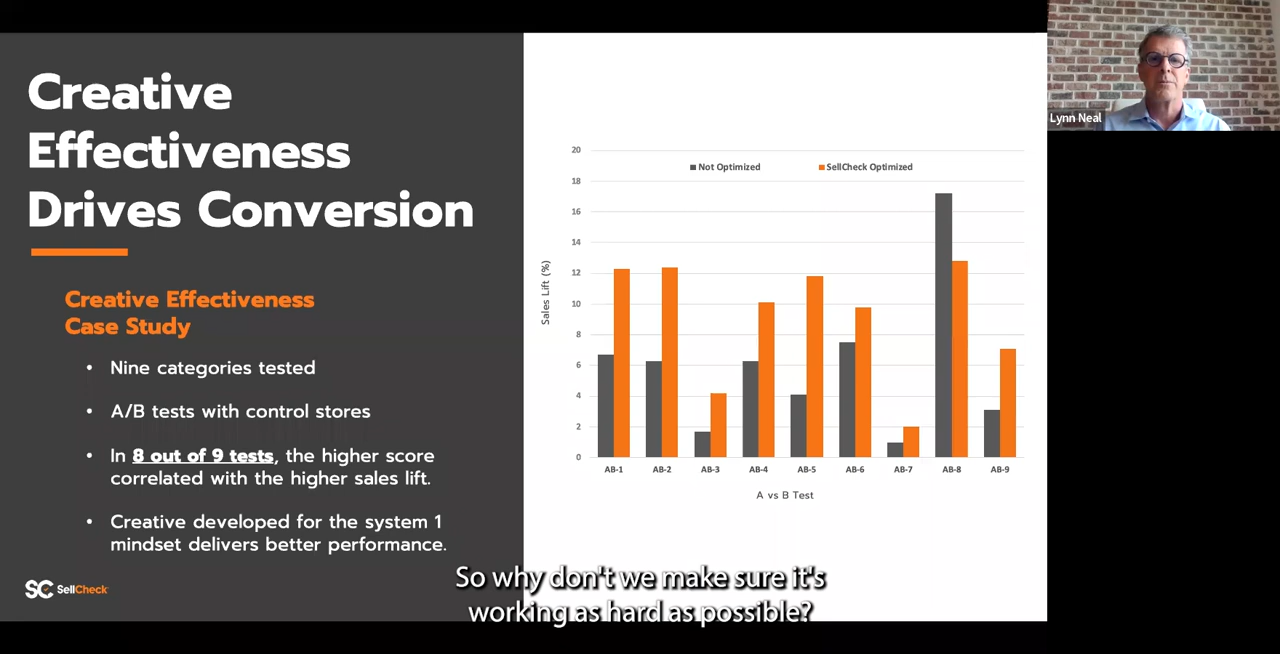 Creative
Effectiveness
Drives Conversion
Creative Effectiveness
Case Study
• Nine categories tested
• A/B tests with control stores
• In 8 out of 9 tests, the higher score
correlated with the higher sales lift.
• Creative developed for the system 1
mindset delivers better performance.
SC SellCheck
Not Optimized
SellCheck Optimized
Sales Lift (%)
20
18
16
14
12
10
8
6
4
2
0
AB-1 AB-2 AB-3 AB-4 AB-5 AB-6 AB-7 AB-8 AB-9
A vs B Test
Lynn Neal
So why don't we make sure it's
working as hard as possible?